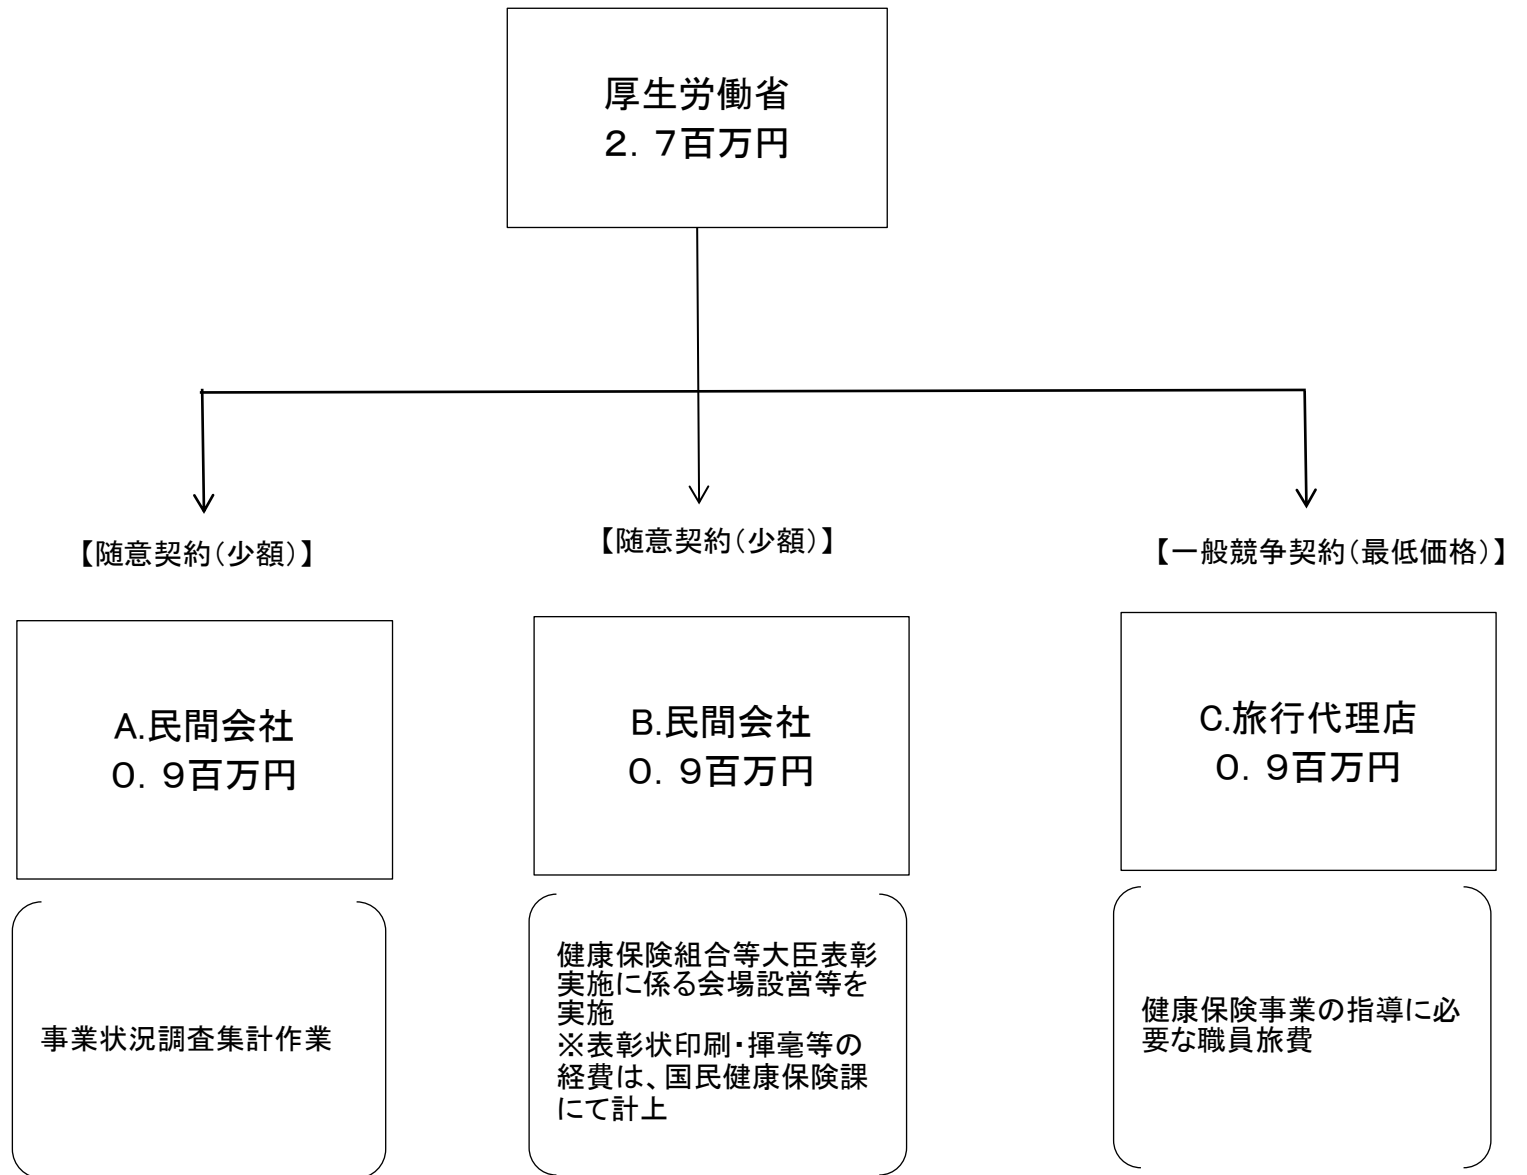 厚生労働省
２．７百万円
【随意契約（少額）】
【随意契約（少額）】
【一般競争契約（最低価格）】
A.民間会社
０．９百万円
B.民間会社
０．９百万円
C.旅行代理店
０．９百万円
事業状況調査集計作業
健康保険組合等大臣表彰
実施に係る会場設営等を
実施
※表彰状印刷・揮毫等の
経費は、国民健康保険課
にて計上
健康保険事業の指導に必
要な職員旅費